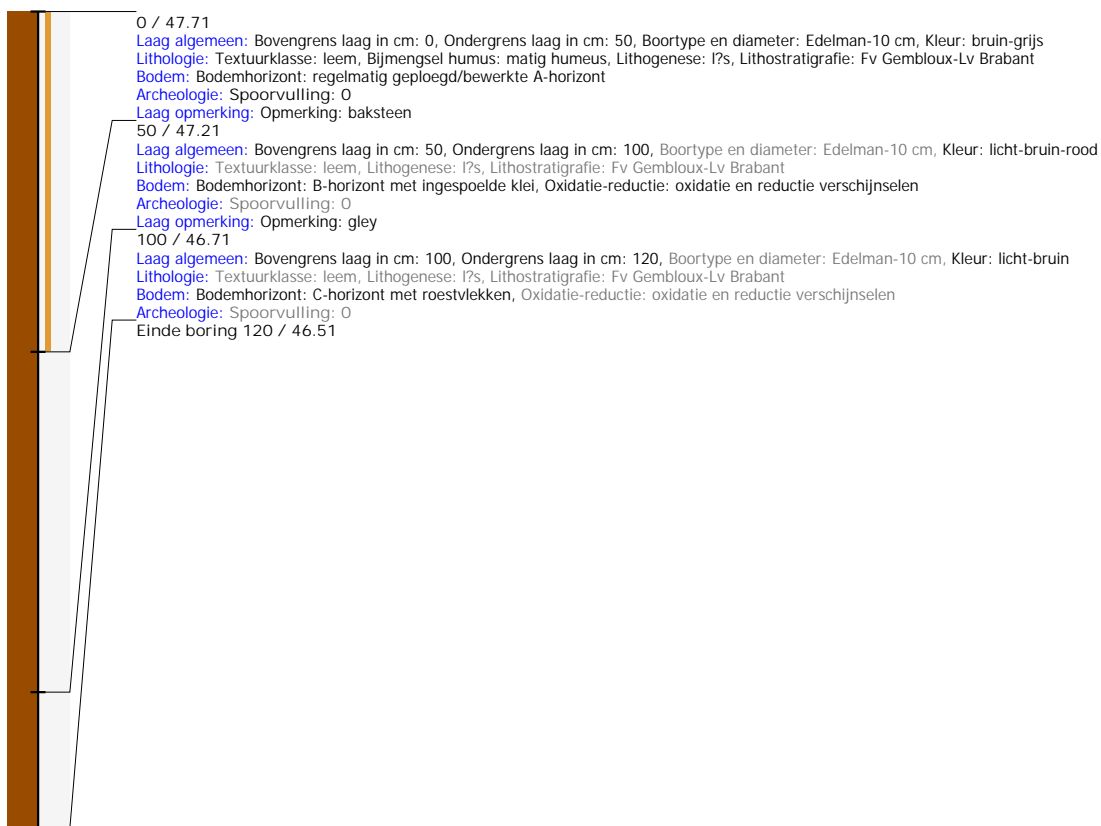 0 / 47.71
Laag algemeen: Bovengrens laag in cm: 0, Ondergrens laag in cm: 50, Boortype en diameter: Edelman-10 cm, Kleur: bruin-grijs
Lithologie: Textuurklasse: leem, Bijmengsel humus: matig humeus, Lithogenese: l?s, Lithostratigrafie: Fv Gembloux-Lv Brabant
Bodem: Bodemhorizont: regelmatig geploegd/bewerkte A-horizont
Archeologie: Spoorvulling: 0
Laag opmerking: Opmerking: baksteen
50 / 47.21
Laag algemeen: Bovengrens laag in cm: 50, Ondergrens laag in cm: 100, Boortype en diameter: Edelman-10 cm, Kleur: licht-bruin-rood
Lithologie: Textuurklasse: leem, Lithogenese: l?s, Lithostratigrafie: Fv Gembloux-Lv Brabant
Bodem: Bodemhorizont: B-horizont met ingespoelde klei, Oxidatie-reductie: oxidatie en reductie verschijnselen
Archeologie: Spoorvulling: 0
Laag opmerking: Opmerking: gley
100 / 46.71
Laag algemeen: Bovengrens laag in cm: 100, Ondergrens laag in cm: 120, Boortype en diameter: Edelman-10 cm, Kleur: licht-bruin
Lithologie: Textuurklasse: leem, Lithogenese: l?s, Lithostratigrafie: Fv Gembloux-Lv Brabant
Bodem: Bodemhorizont: C-horizont met roestvlekken, Oxidatie-reductie: oxidatie en reductie verschijnselen
Archeologie: Spoorvulling: 0
Einde boring 120 / 46.51